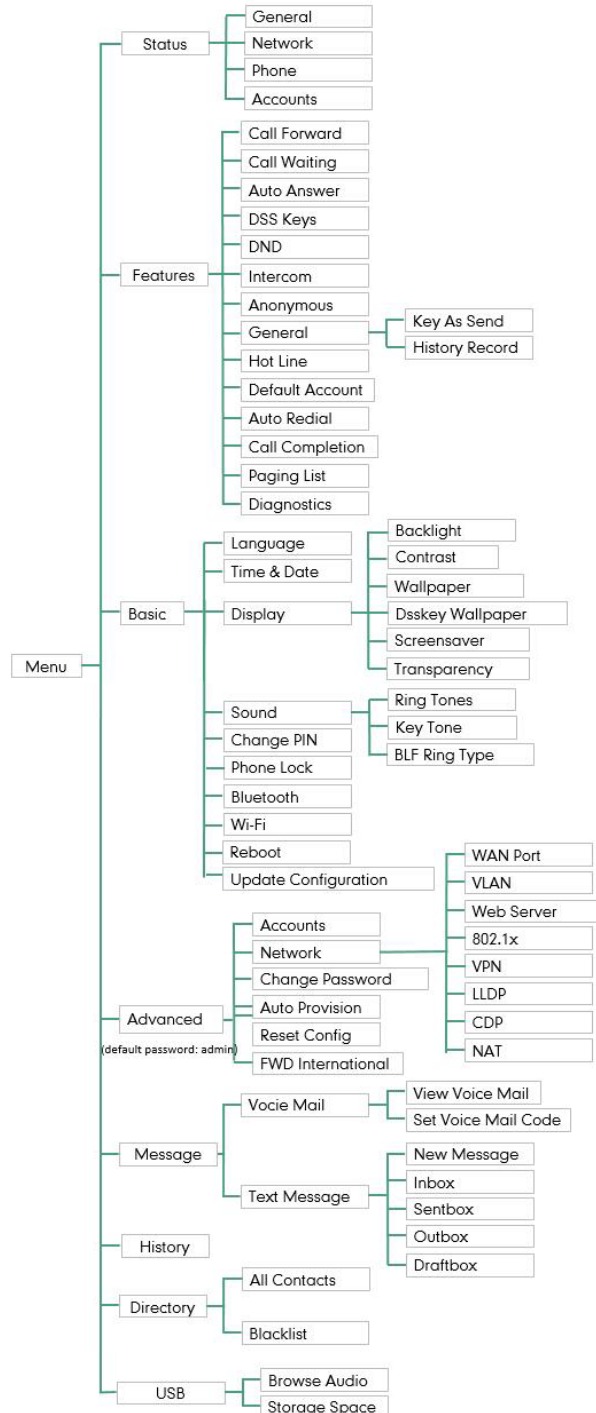 General
Status
Network
Phone
Accounts
Call Forward
Call Waiting
Auto Answer
DSS Keys
DND
Features
Intercom
Anonymous
General
Key As Send
History Record
Hot Line
Default Account
Auto Redial
Call Completion
Paging List
Diagnostics
Language
Time & Date
Basic
Display
Backlight
Contrast
Wallpaper
Dsskey Wallpaper
Screensaver
Transparency
Menu
Sound
Ring Tones
Key Tone
BLF Ring Type
Change PIN
Phone Lock
Bluetooth
Wi-Fi
Reboot
Update Configuration
Accounts
Network
WAN Port
VLAN
Web Server
802.1x
VPN
LLDP
CDP
NAT
Change Password
Advanced
(default password: admin)
Auto Provision
Reset Config
FWD International
Message
Vocie Mail
View Voice Mail
Set Voice Mail Code
Text Message
New Message
Inbox
Sentbox
Outbox
Draftbox
History
Directory
All Contacts
Blacklist
USB
Browse Audio
Storage Space